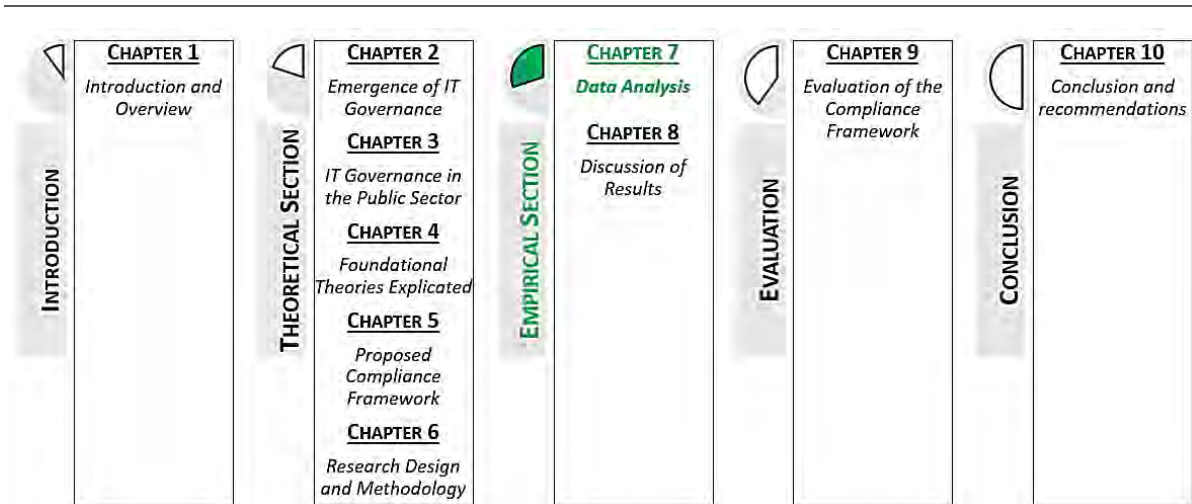 INTRODUCTION
CHAPTER 1
Introduction and
Overview
THEORETICAL SECTION
CHAPTER 2
Emergence of IT
Governance
CHAPTER 3
IT Governance in
the Public Sector
CHAPTER 4
Foundational
Theories Explicated
CHAPTER 5
Proposed
Compliance
Framework
CHAPTER 6
Research Design
and Methodology
EMPIRICAL SECTION
CHAPTER 7
Data Analysis
CHAPTER 8
Discussion of
Results
EVALUATION
CHAPTER 9
Evaluation of the
Compliance
Framework
CONCLUSION
CHAPTER 10
Conclusion and
recommendations